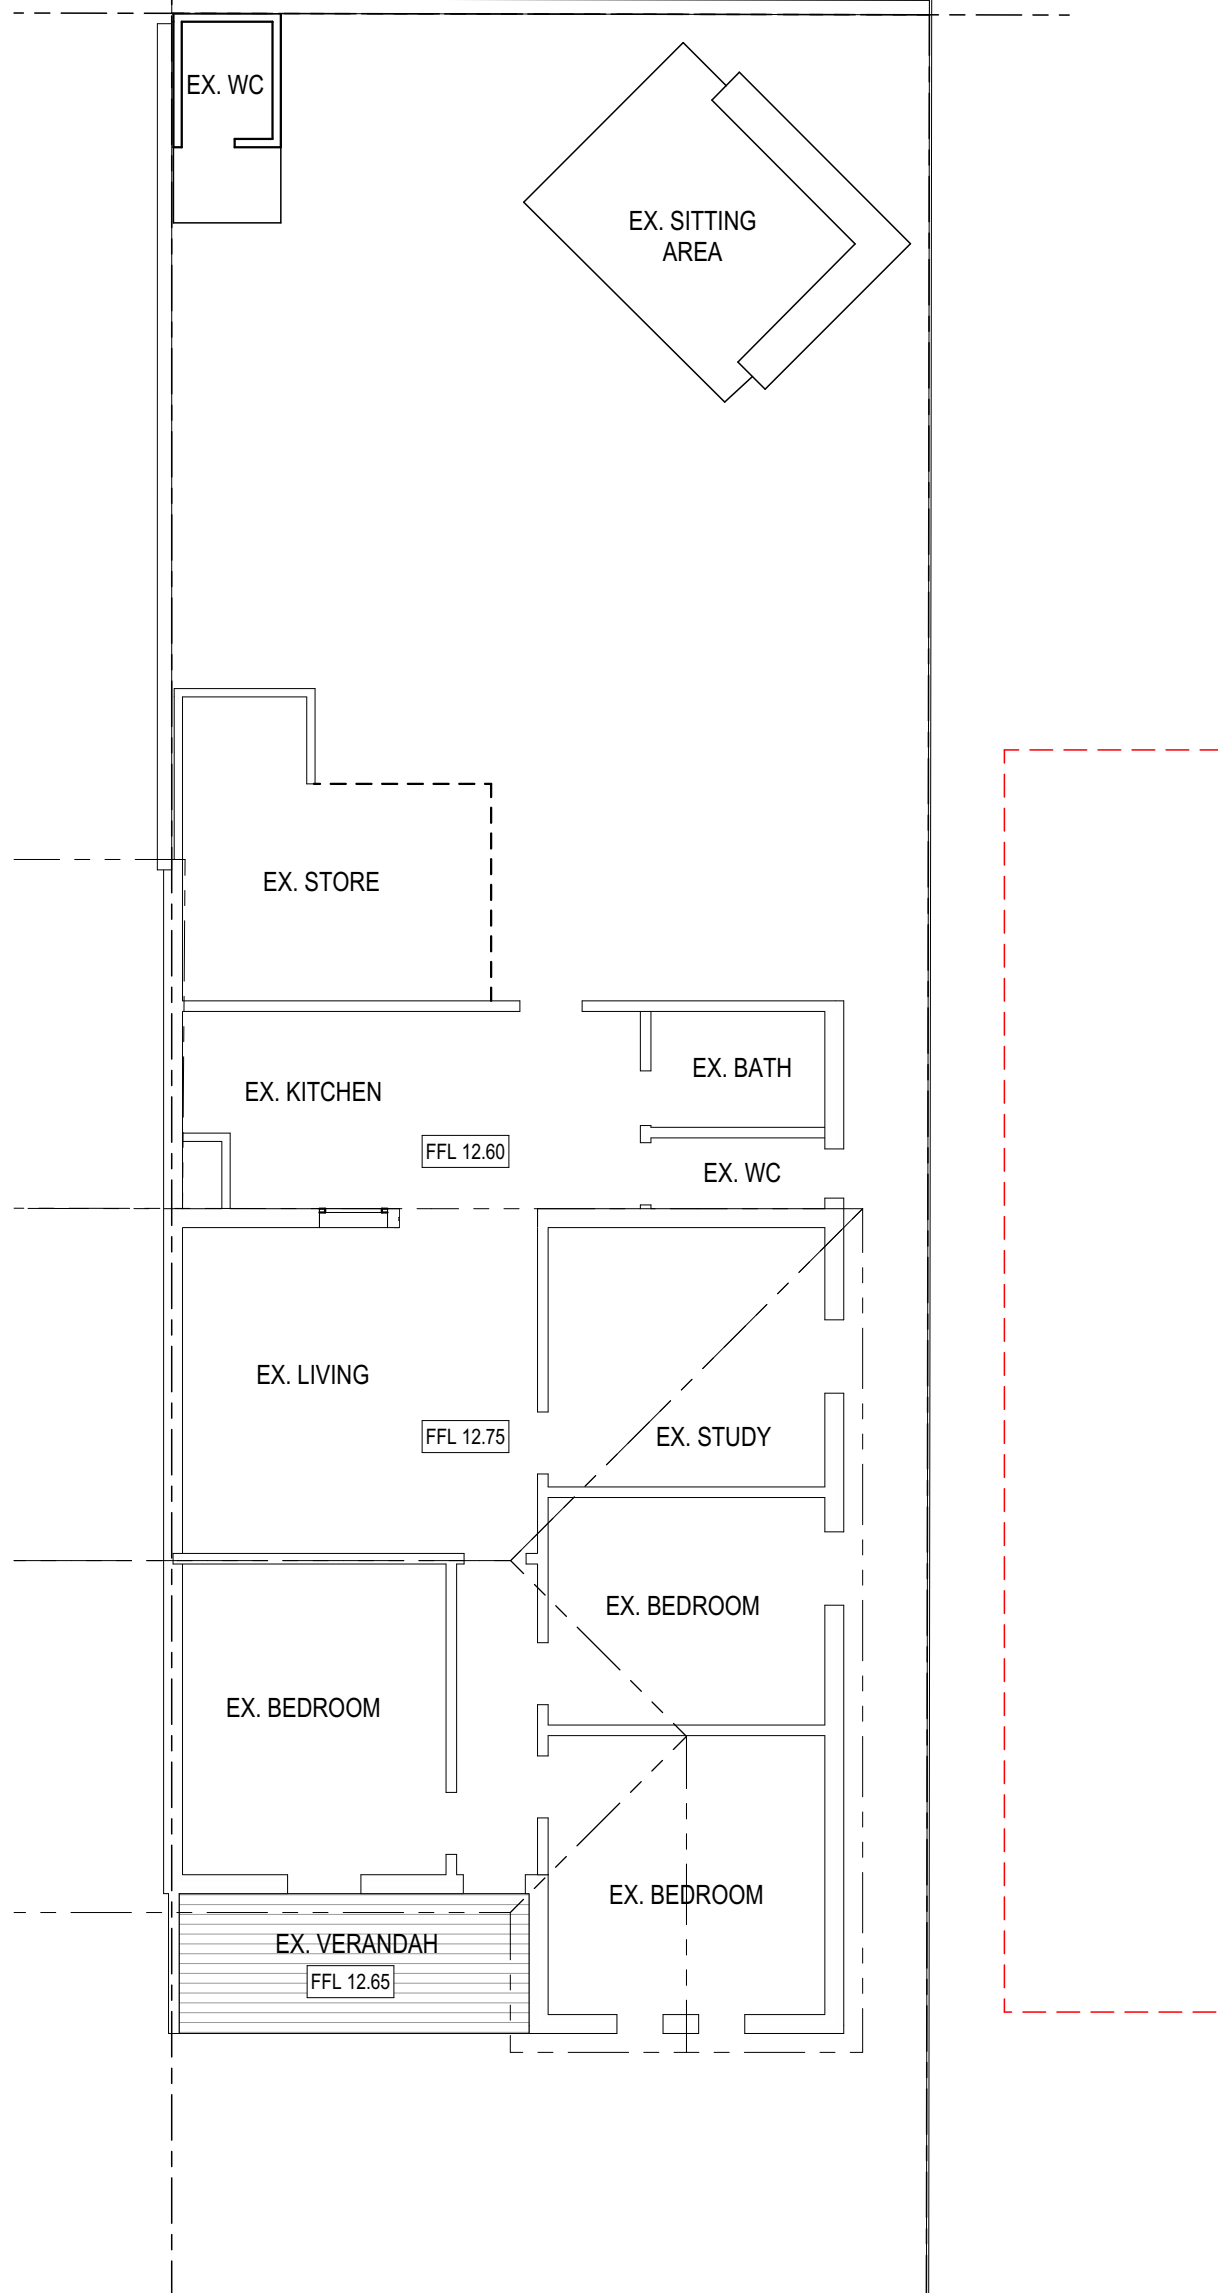 EX. WC
EX. SITTING
AREA
EX. STORE
EX. BATH
EX. KITCHEN
FFL 12.60
EX. WC
EX. LIVING
FFL 12.75
EX. STUDY
EX. BEDROOM
EX. BEDROOM
EX. BEDROOM
EX. VERANDAH
FFL 12.65